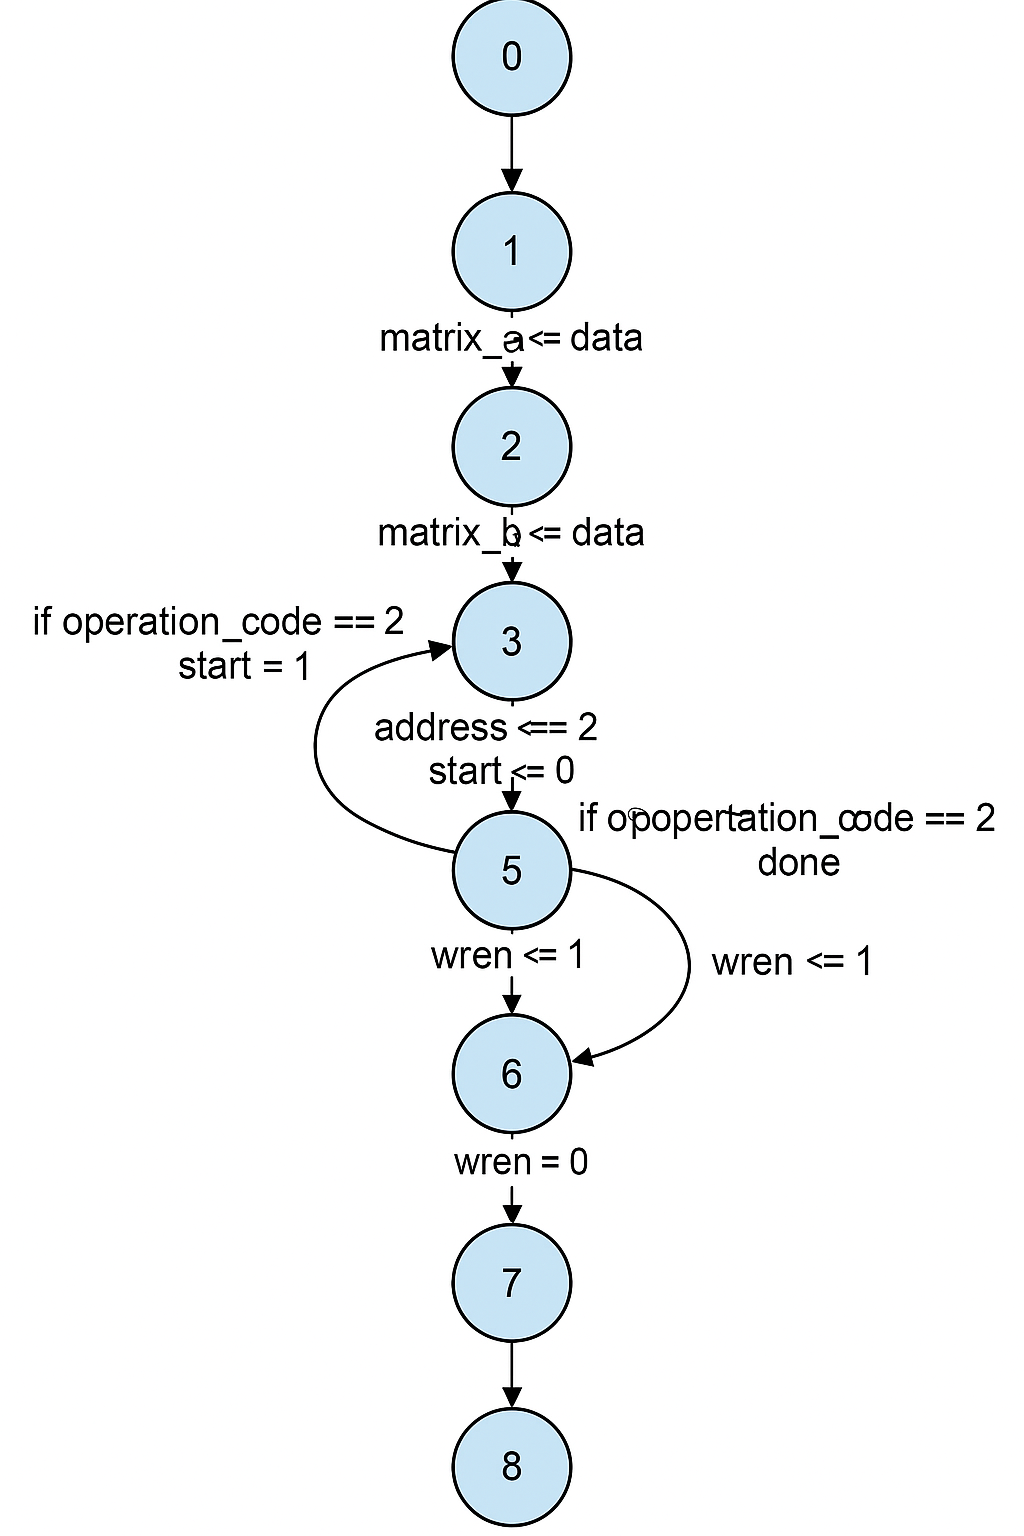 0
1
matrix_a <= data
2
matrix_b <= data
if operation_code == 2
start = 1
3
address <== 2
start <= 0
if opopertation_code == 2
done
5
wren <= 1
wren <= 1
6
wren = 0
7
8